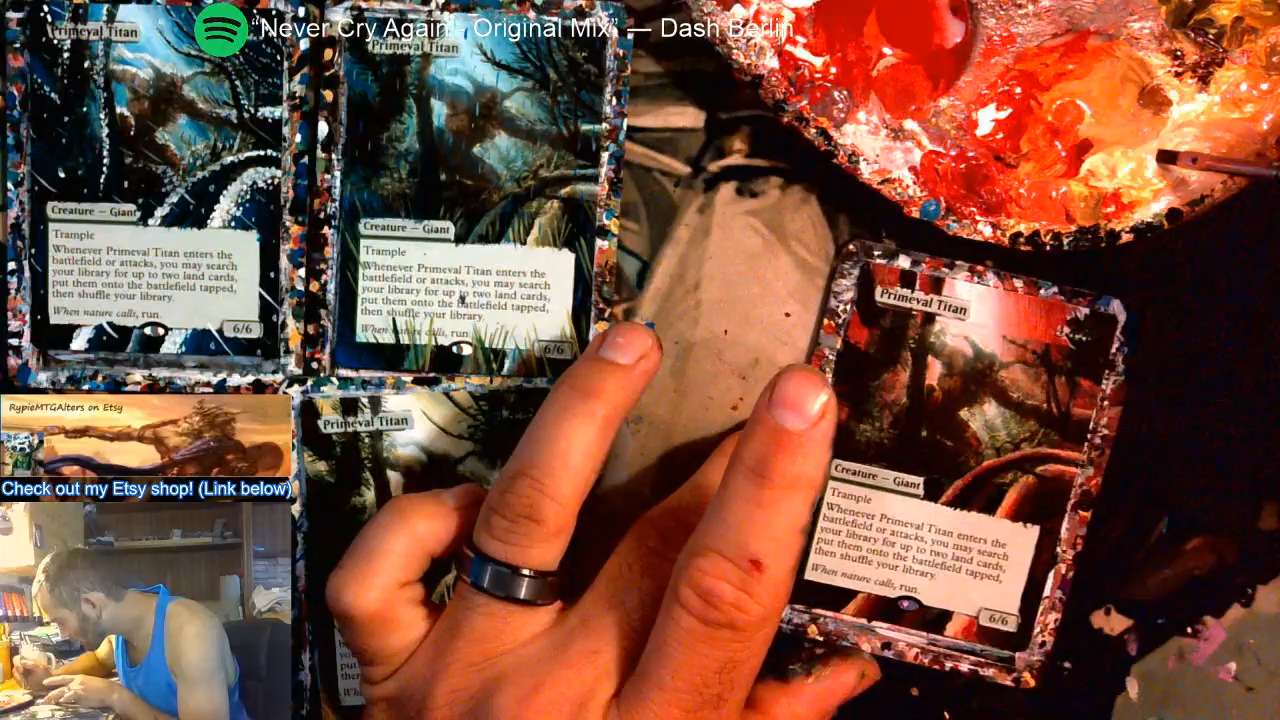 "Never Cry Again - Original Mix" — Dash Berlin
Primeval Titan
Creature — Giant
Trample
Whenever Primeval Titan enters the
battlefield or attacks, you may search
your library for up to two land cards,
put them onto the battlefield tapped,
then shuffle your library.
When nature calls, run.
6/6
Primeval Titan
Creature — Giant
Trample
Whenever Primeval Titan enters the
battlefield or attacks, you may search
your library for up to two land cards,
put them onto the battlefield tapped,
then shuffle your library.
When nature calls, run
6/6
Primeval Titan
Creature — Giant
Trample
Whenever Primeval Titan enters the
battlefield or attacks, you may search
your library for up to two land cards,
put them onto the battlefield tapped,
then shuffle your library.
When nature calls, run.
6/6
Primeval Titan
put
the
RypieMTGAlters on Etsy
Check out my Etsy shop! (Link below)